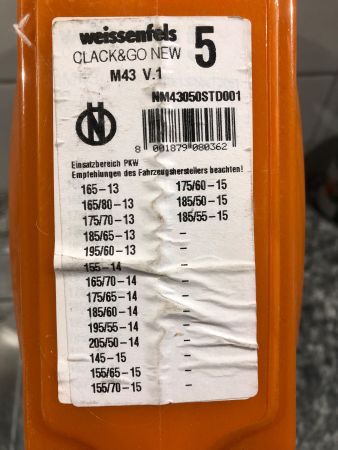 weissenfels
CLACK&GO NEW 5
M43 V.1
NM43050STD001
8 001879 080362
Einsatzbereich PKW
Empfehlungen des Fahrzeugherstellers beachten!
165-13 175/60-15
165/80-13 185/50-15
175/70-13 185/55-15
185/65-13 -
195/60-13 -
155-14 -
165/70-14 -
175/65-14 -
185/60-14 -
195/55-14 -
205/50-14 -
145-15 -
155/65-15 -
155/70-15 -